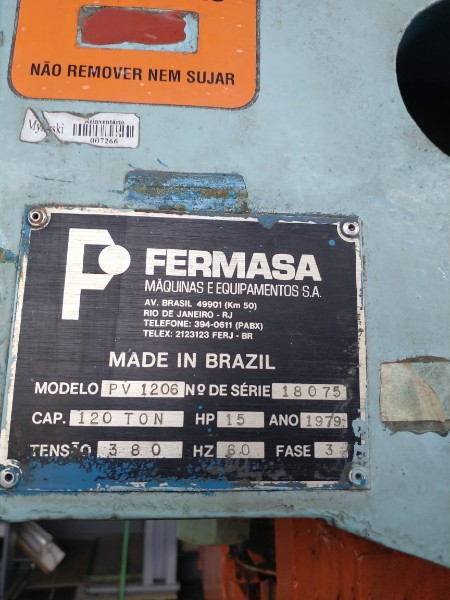 NÃO REMOVER NEM SUJAR
Reinventário
007266
FERMASA
MÁQUINAS E EQUIPAMENTOS S.A.
AV. BRASIL 49901 (Km 50)
RIO DE JANEIRO - RJ
TELEFONE: 394-0611 (PABX)
TELEX: 2123123 FERJ - BR
MADE IN BRAZIL
MODELO PV 1206 Nº DE SÉRIE 18075
CAP. 120 TON HP 15 ANO 1979
TENSÃO 380 HZ 60 FASE 3